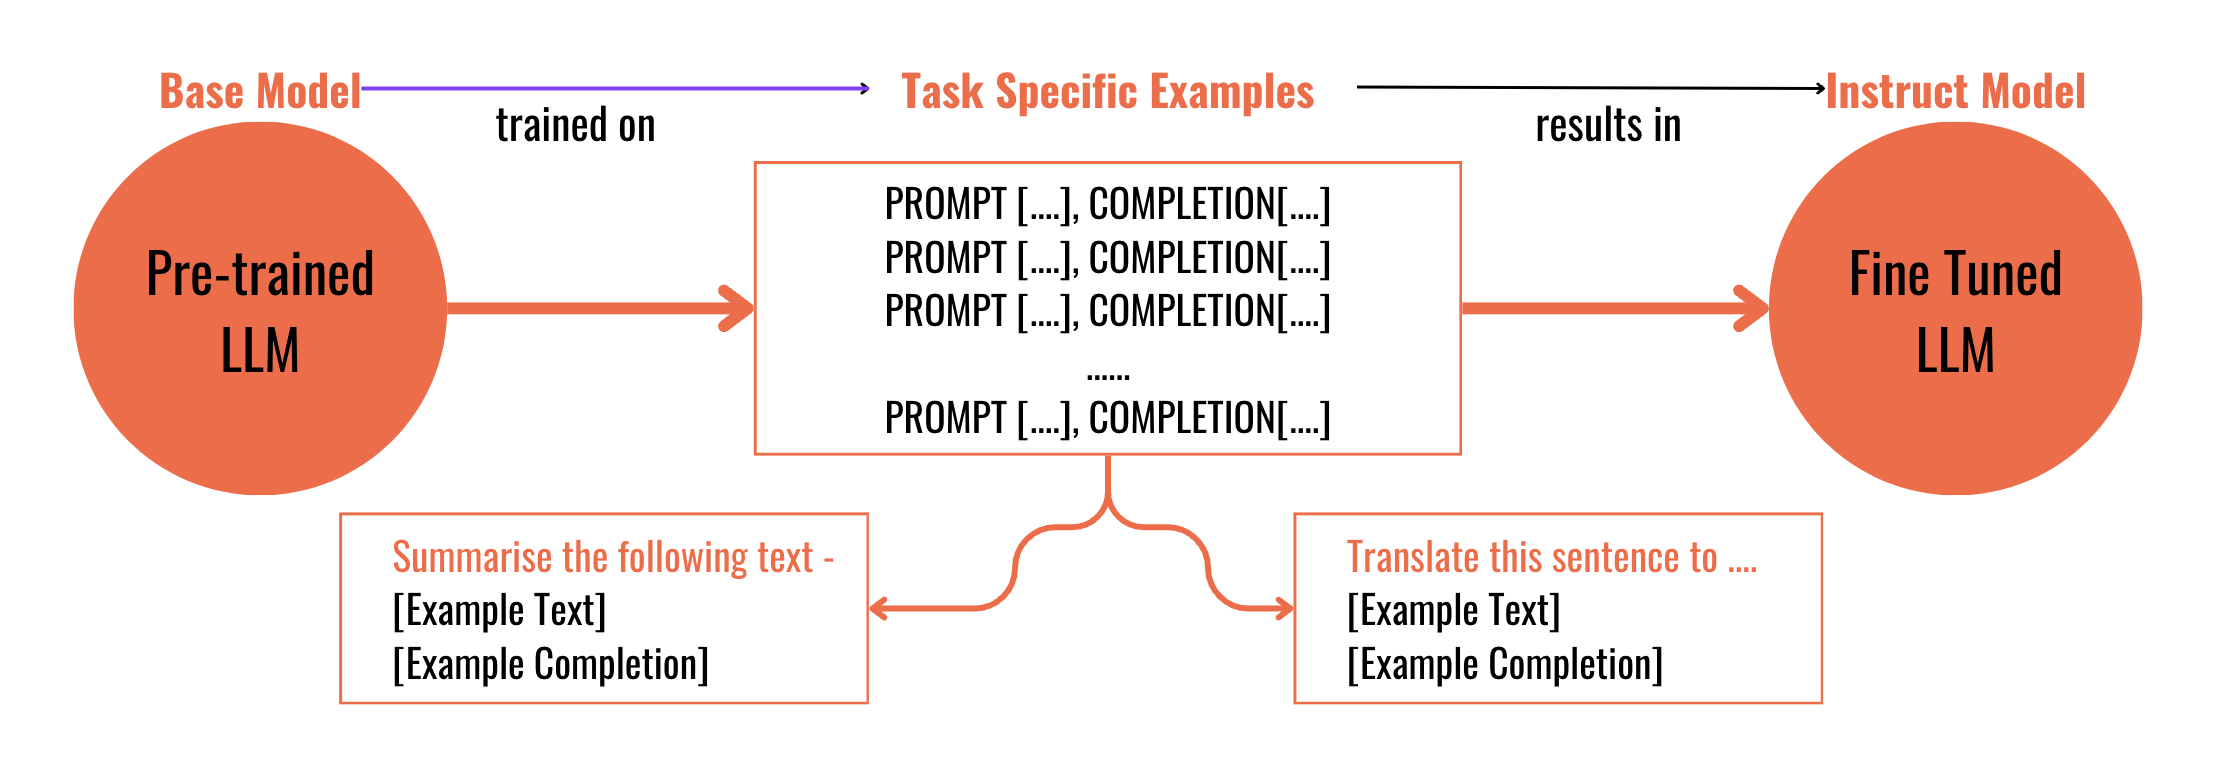 Base Model
trained on
Task Specific Examples
results in
Instruct Model
Pre-trained
LLM
PROMPT [....], COMPLETION[....]
PROMPT [....], COMPLETION[....]
PROMPT [....], COMPLETION[....]
......
PROMPT [....], COMPLETION[....]
Fine Tuned
LLM
Summarise the following text -
[Example Text]
[Example Completion]
Translate this sentence to ....
[Example Text]
[Example Completion]